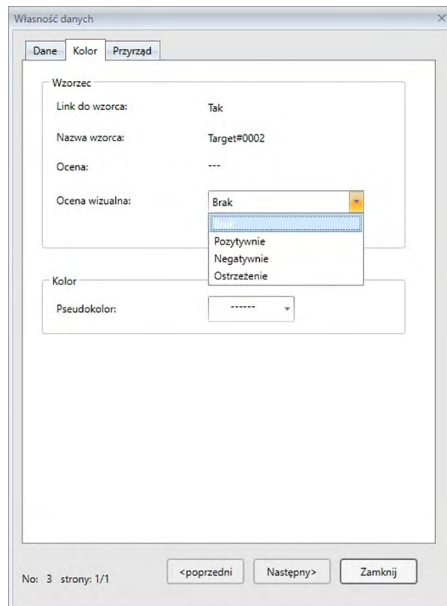 Własność danych
Dane Kolor Przyrząd
Wzorzec
Link do wzorca: Tak
Nazwa wzorca: Target#0002
Ocena: ---
Ocena wizualna: Brak
Brak
Pozytywnie
Negatywnie
Ostrzeżenie
Kolor
Pseudokolor: ------
No: 3 strony: 1/1 <poprzedni Następny> Zamknij